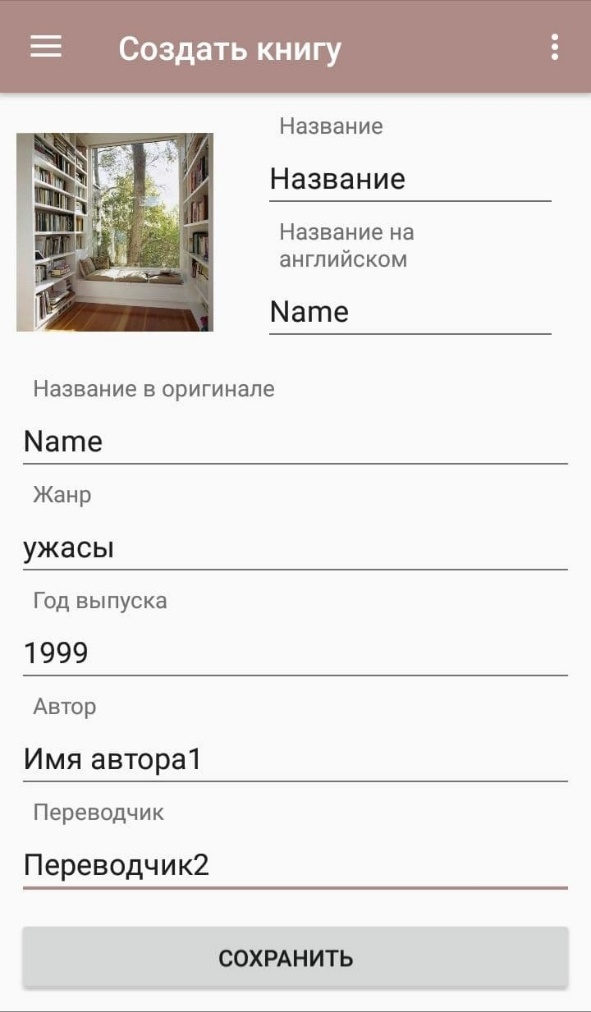 Создать книгу
Название
Название
Название на
английском
Name
Название в оригинале
Name
Жанр
ужасы
Год выпуска
1999
Автор
Имя автора1
Переводчик
Переводчик2
СОХРАНИТЬ